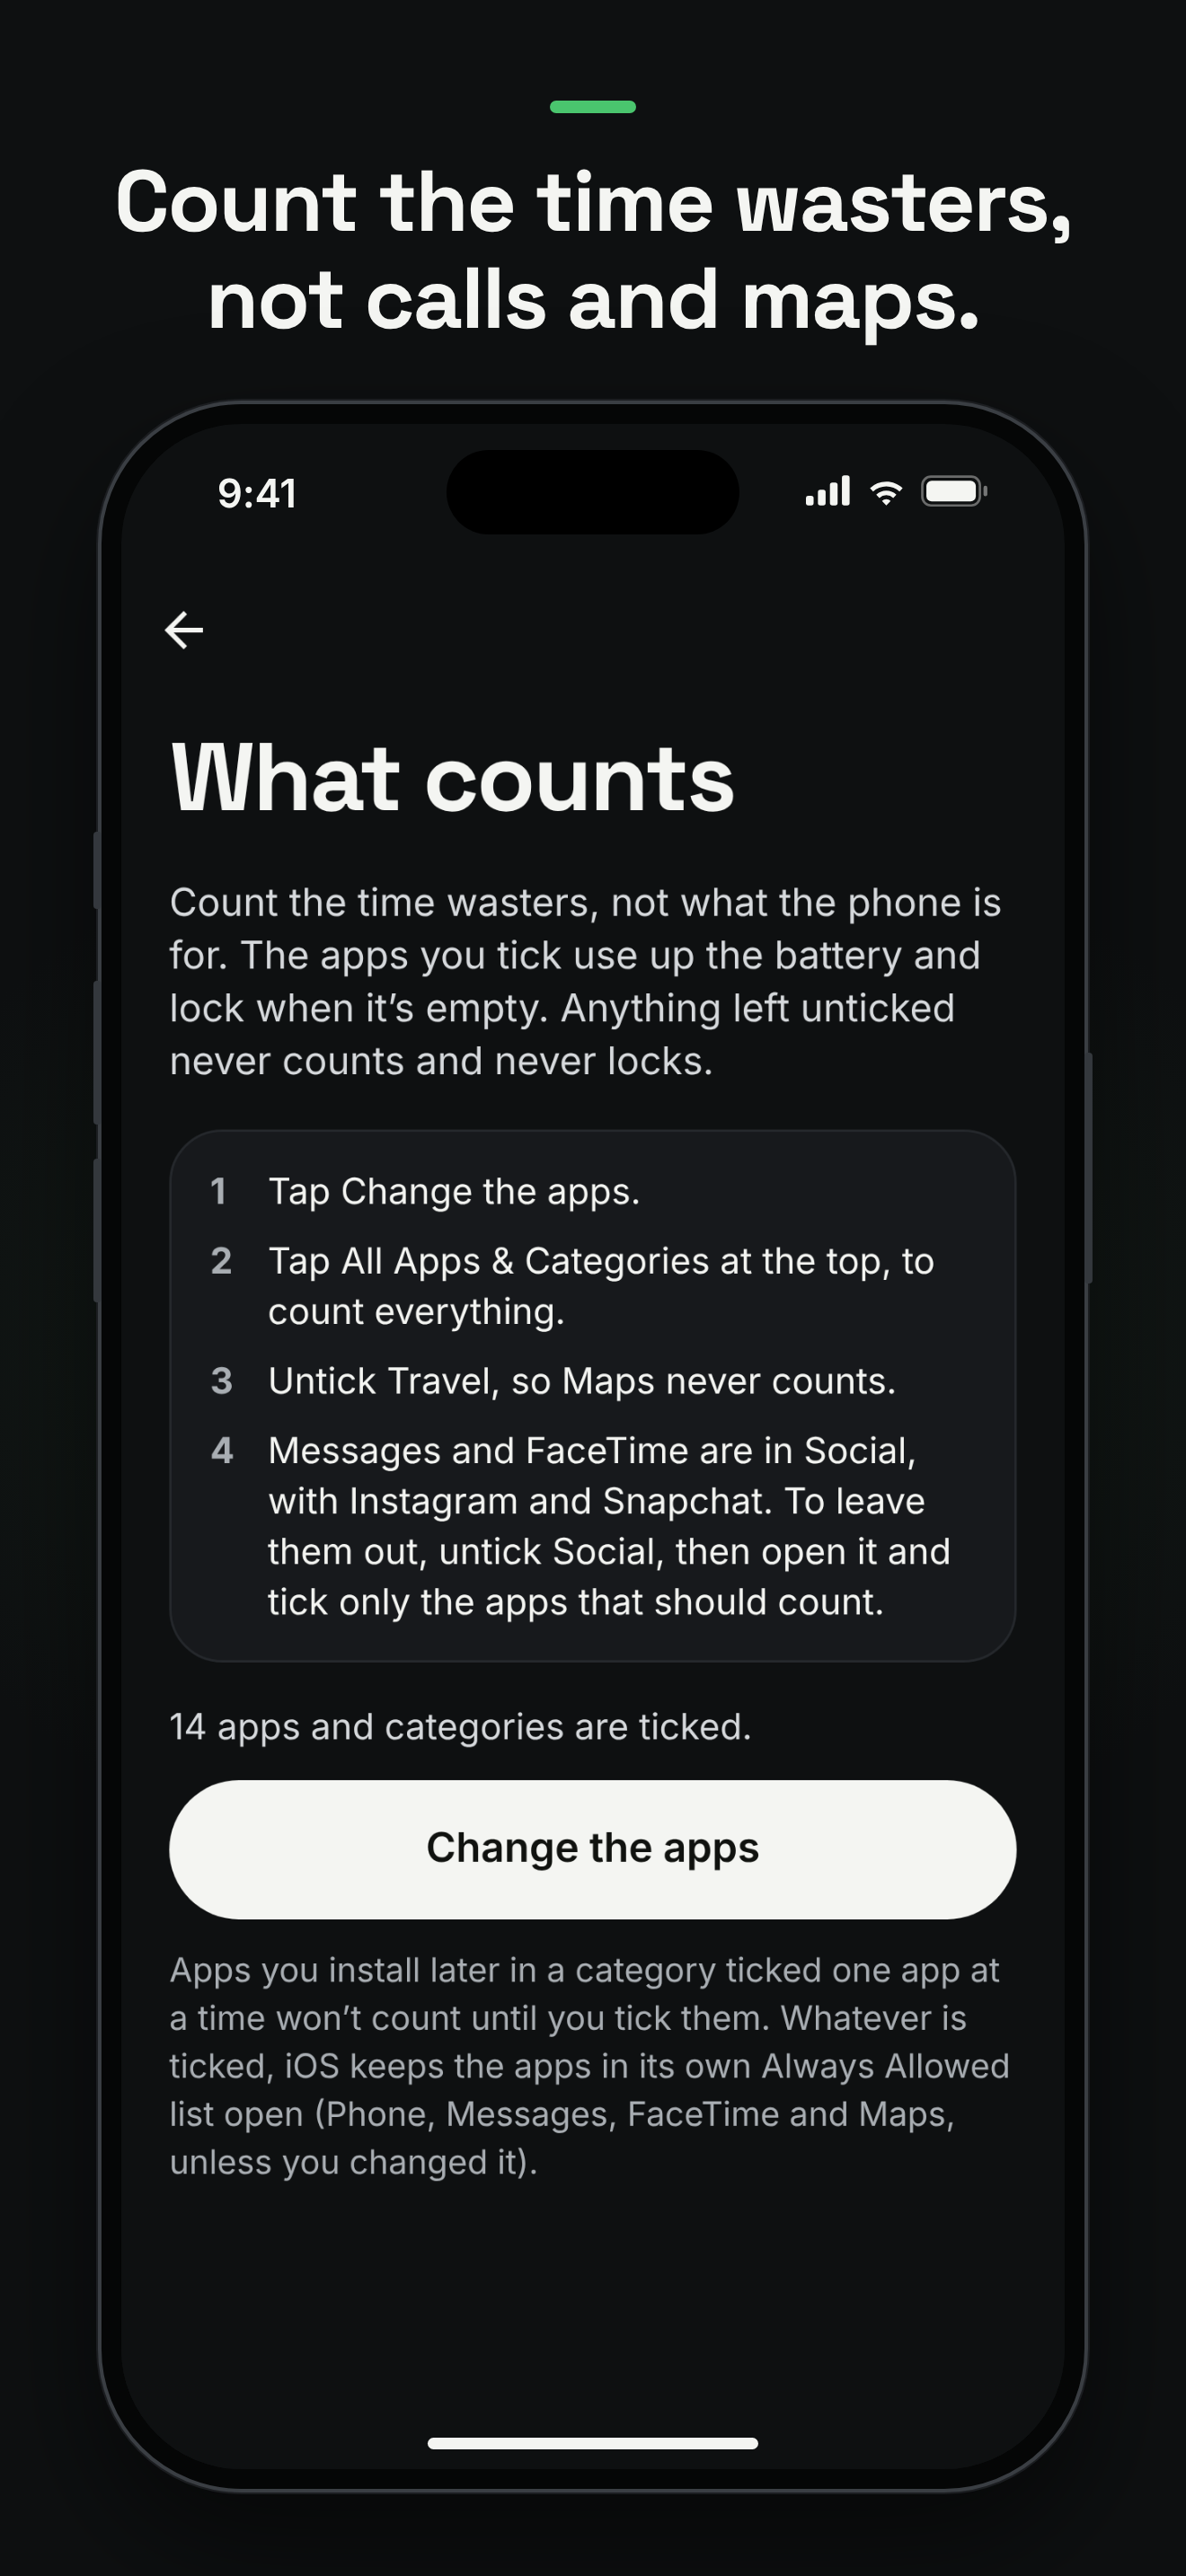 Count the time wasters,
not calls and maps.
9:41
What counts
Count the time wasters, not what the phone is
for. The apps you tick use up the battery and
lock when it’s empty. Anything left unticked
never counts and never locks.
1 Tap Change the apps.
2 Tap All Apps & Categories at the top, to
count everything.
3 Untick Travel, so Maps never counts.
4 Messages and FaceTime are in Social,
with Instagram and Snapchat. To leave
them out, untick Social, then open it and
tick only the apps that should count.
14 apps and categories are ticked.
Change the apps
Apps you install later in a category ticked one app at
a time won’t count until you tick them. Whatever is
ticked, iOS keeps the apps in its own Always Allowed
list open (Phone, Messages, FaceTime and Maps,
unless you changed it).